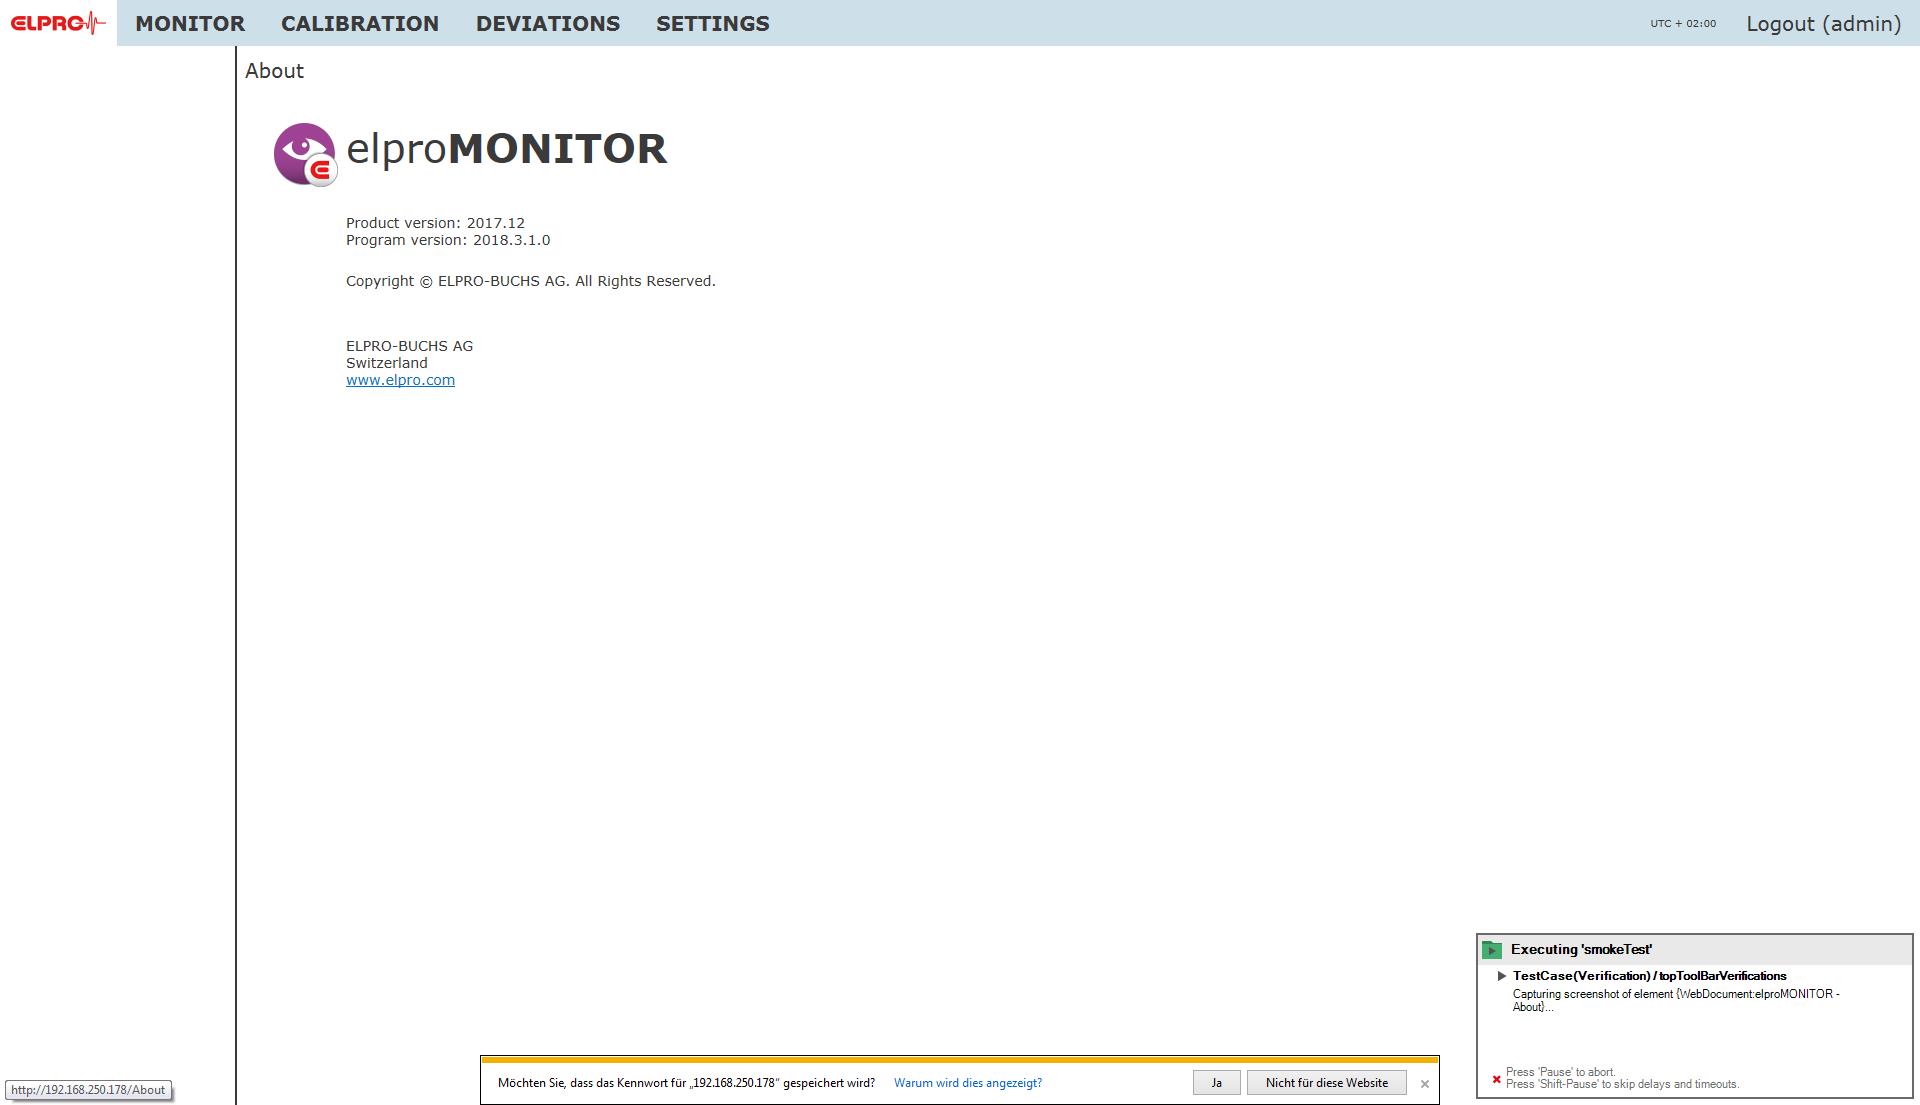 ELPRO
MONITOR
CALIBRATION
DEVIATIONS
SETTINGS
UTC + 02:00
Logout (admin)
About
elproMONITOR
Product version: 2017.12
Program version: 2018.3.1.0
Copyright © ELPRO-BUCHS AG. All Rights Reserved.
ELPRO-BUCHS AG
Switzerland
www.elpro.com
Executing 'smokeTest'
TestCase(Verification) / topToolBarVerifications
Capturing screenshot of element {WebDocument:elproMONITOR -
About}...
Press 'Pause' to abort.
Press 'Shift-Pause' to skip delays and timeouts.
Möchten Sie, dass das Kennwort für „192.168.250.178“ gespeichert wird?
Warum wird dies angezeigt?
Ja
Nicht für diese Website
http://192.168.250.178/About